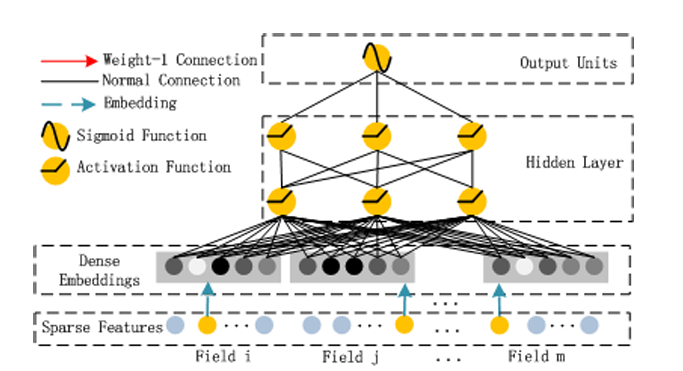 Weight-1 Connection
Normal Connection
Embedding
Sigmoid Function
Activation Function
Output Units
Hidden Layer
Dense
Embeddings
...
Sparse Features
... ... ... ...
Field i Field j ... Field m